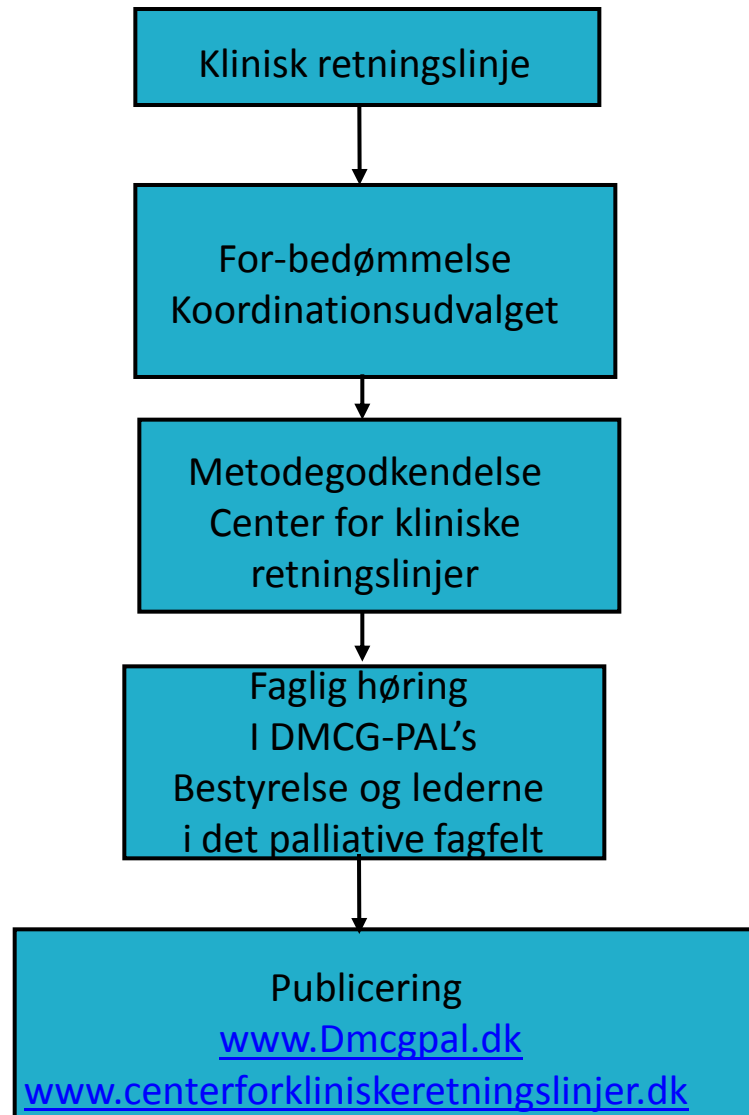 Klinisk retningslinje
For-bedømmelse
Koordinationsudvalget
Metodegodkendelse
Center for kliniske
retningslinjer
Faglig høring
I DMCG-PAL’s
Bestyrelse og lederne
i det palliative fagfelt
Publicering
www.Dmcgpal.dk
www.centerforkliniskeretningslinjer.dk